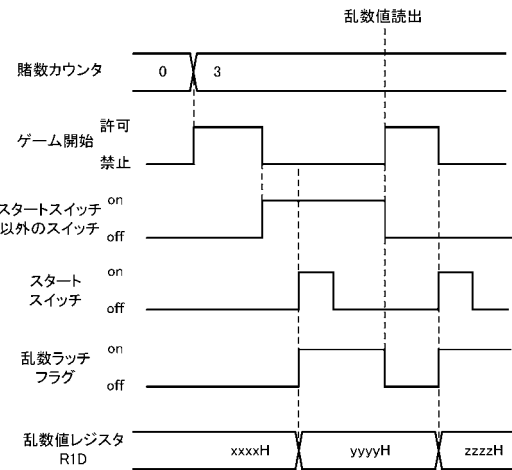 乱数値読出
賭数カウンタ
0
3
ゲーム開始
許可
禁止
スタートスイッチ
以外のスイッチ
on
off
スタート
スイッチ
on
off
乱数ラッチ
フラグ
on
off
乱数値レジスタ
R1D
xxxxH
yyyyH
zzzzH